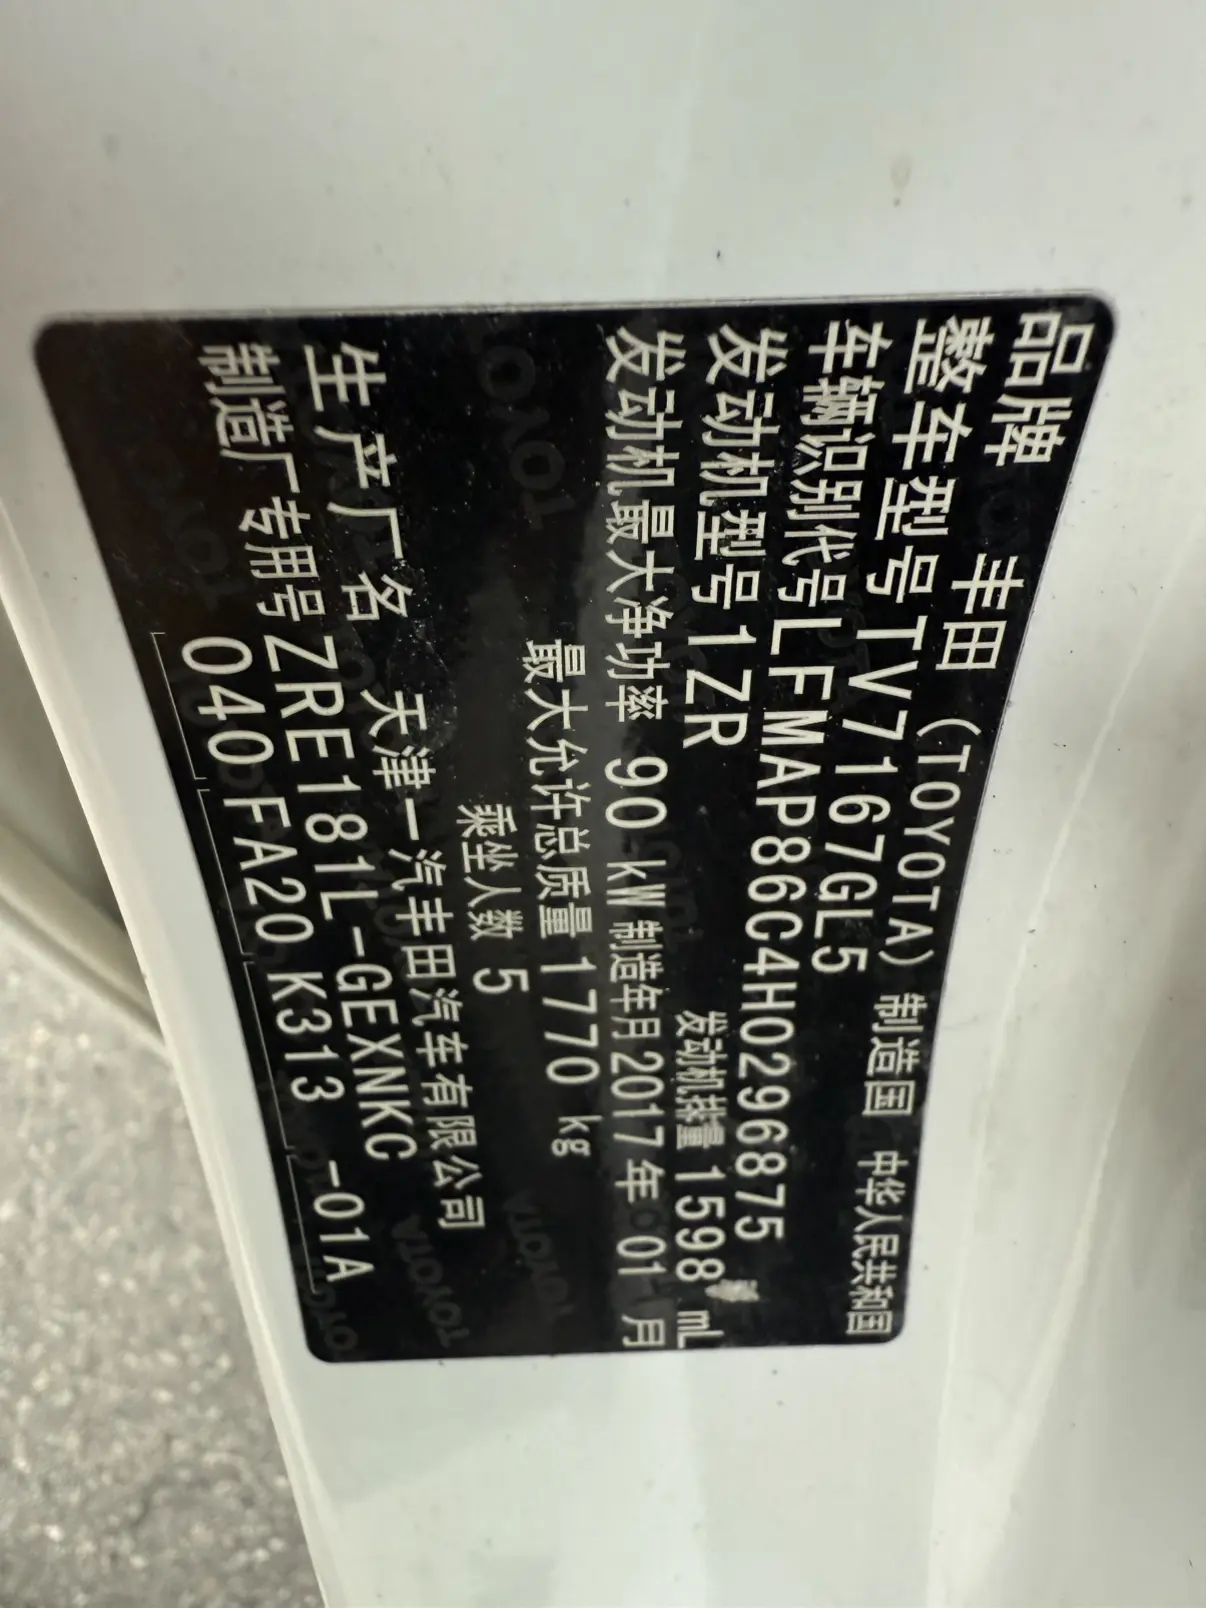 品牌 丰田 (TOYOTA) 制造国 中华人民共和国
整车型号 TV7167GL5
车辆识别代号 LFMAP86C4H0296875
发动机型号 1ZR 发动机排量 1598 mL
发动机最大净功率 90 kW 制造年月 2017 年 01 月
最大允许总质量 1770 kg
乘坐人数 5
生产厂名 天津一汽丰田汽车有限公司
制造厂专用号 ZRE181L-GEXNKC
040 FA20 K313 -01A